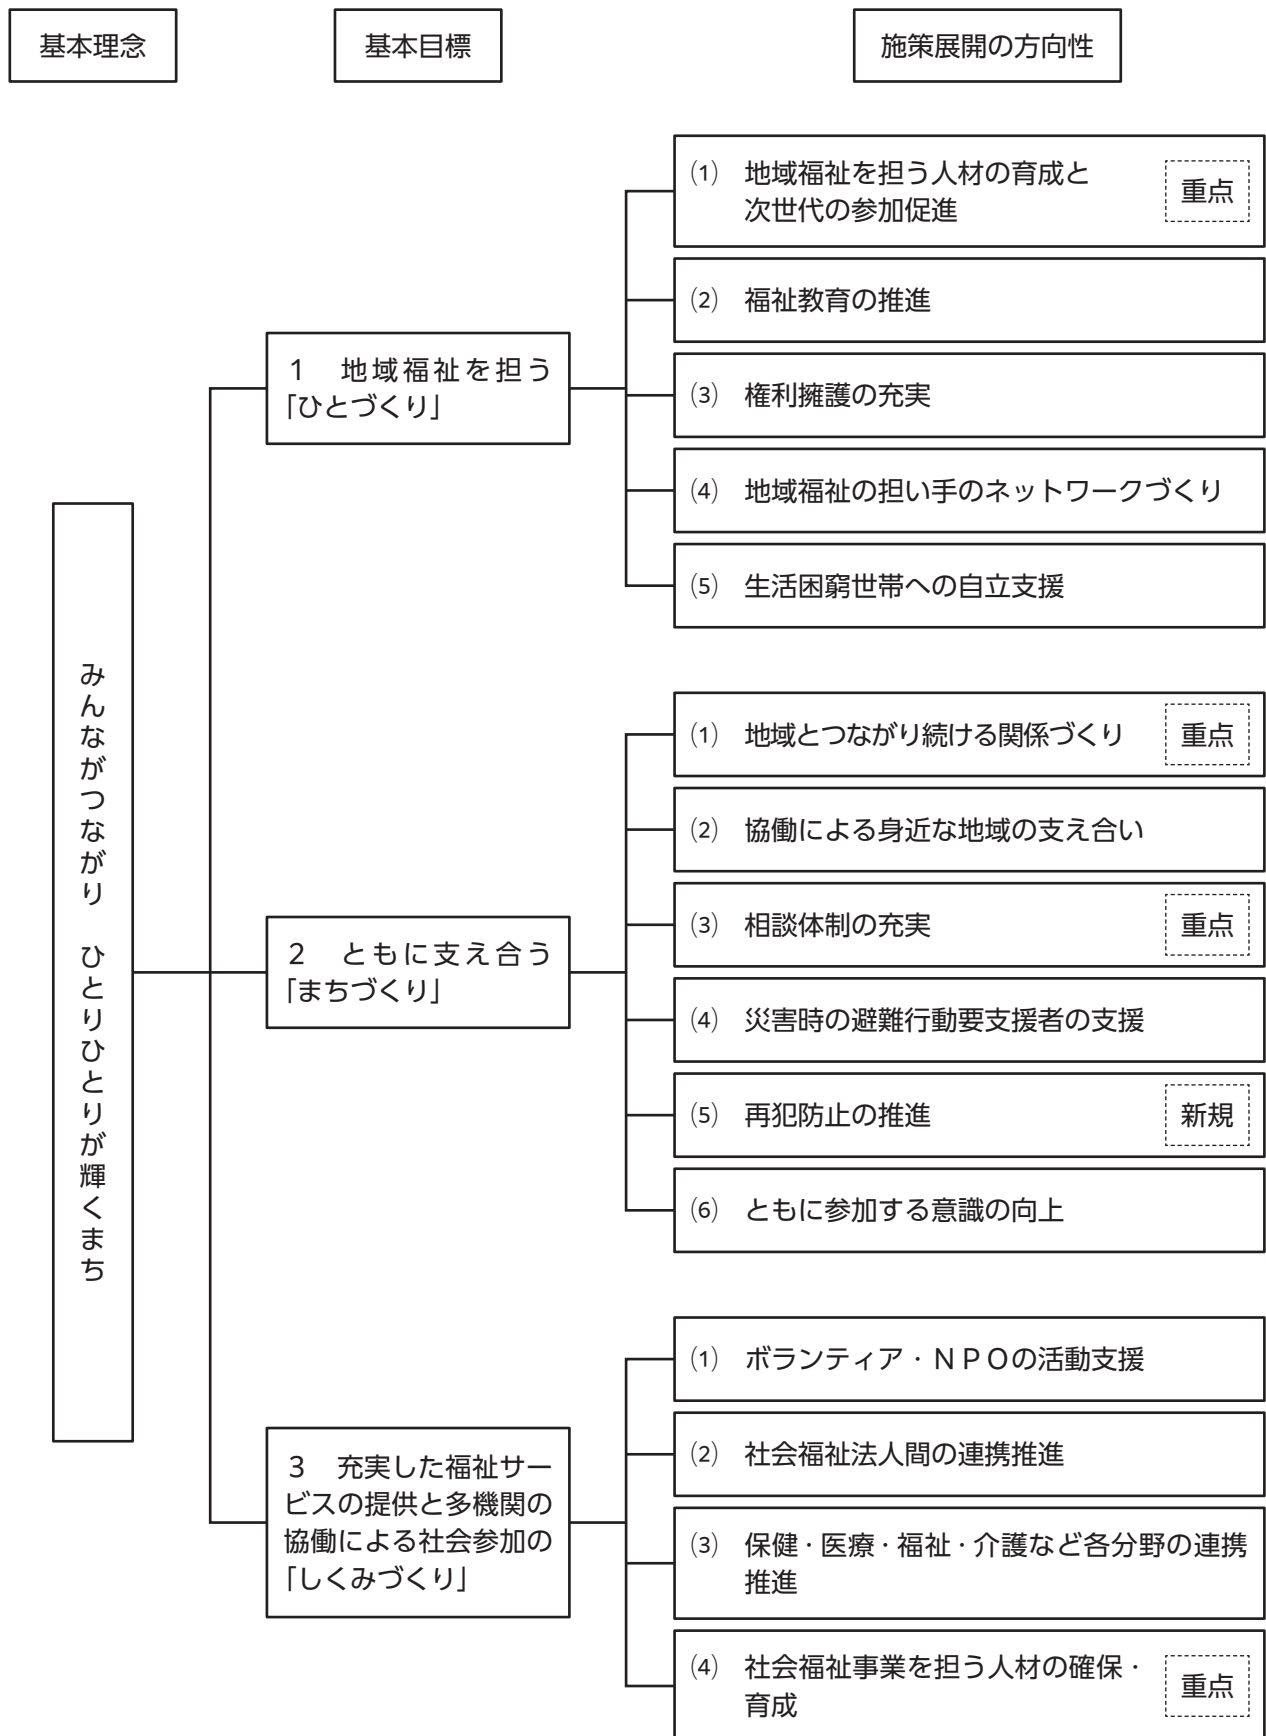 基本理念
基本目標
施策展開の方向性
みんながつながり　ひとりひとりが輝くまち
1　地域福祉を担う
「ひとづくり」
(1)　地域福祉を担う人材の育成と
次世代の参加促進
重点
(2)　福祉教育の推進
(3)　権利擁護の充実
(4)　地域福祉の担い手のネットワークづくり
(5)　生活困窮世帯への自立支援
2　ともに支え合う
「まちづくり」
(1)　地域とつながり続ける関係づくり
重点
(2)　協働による身近な地域の支え合い
(3)　相談体制の充実
重点
(4)　災害時の避難行動要支援者の支援
(5)　再犯防止の推進
新規
(6)　ともに参加する意識の向上
3　充実した福祉サー
ビスの提供と多機関の
協働による社会参加の
「しくみづくり」
(1)　ボランティア・ＮＰＯの活動支援
(2)　社会福祉法人間の連携推進
(3)　保健・医療・福祉・介護など各分野の連携
推進
(4)　社会福祉事業を担う人材の確保・
育成
重点